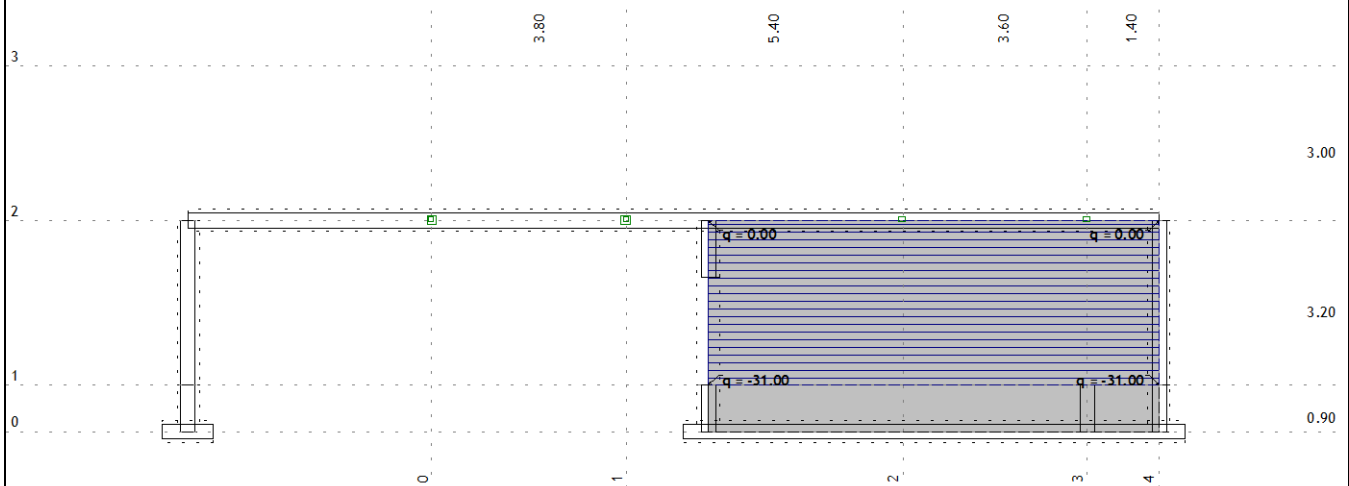 3.80 5.40 3.60 1.40
3
3.00
2
q = 0.00 q = 0.00
3.20
1
q = -31.00 q = -31.00
0
0.90
0 1 2 3 4